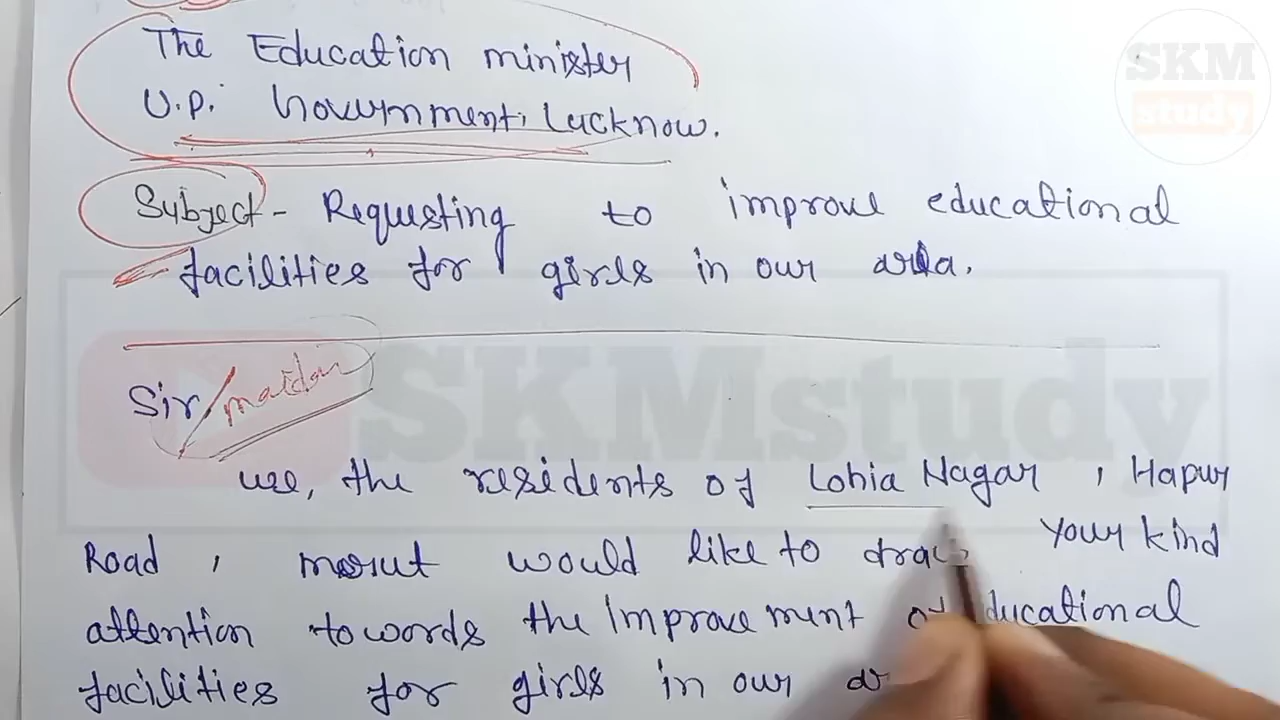 The Education minister
U.P. Government, Lucknow.
Subject - Requesting to improve educational
facilities for girls in our area.
Sir/maidam
we, the residents of Lohia Nagar, Hapur
Road, merut would like to draw your kind
attention towards the Improvement of educational
facilities for girls in our
SKM
study
SKMstudy